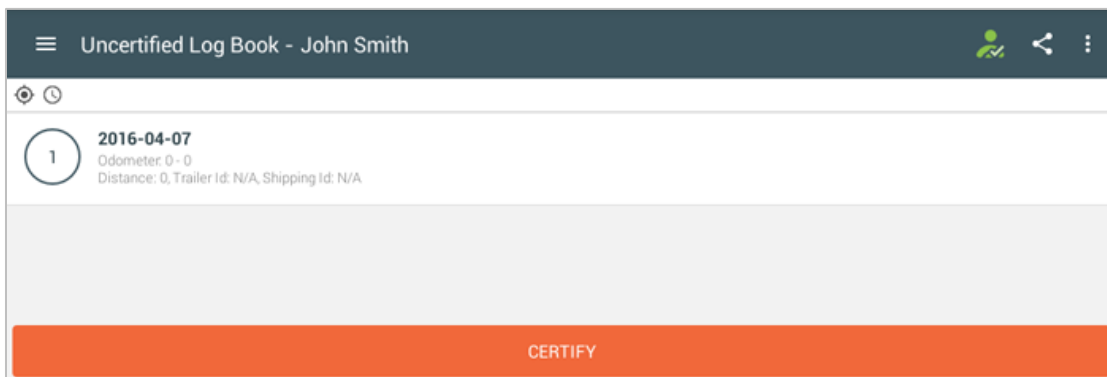 Uncertified Log Book - John Smith
1
2016-04-07
Odometer: 0 - 0
Distance: 0, Trailer Id: N/A, Shipping Id: N/A
CERTIFY